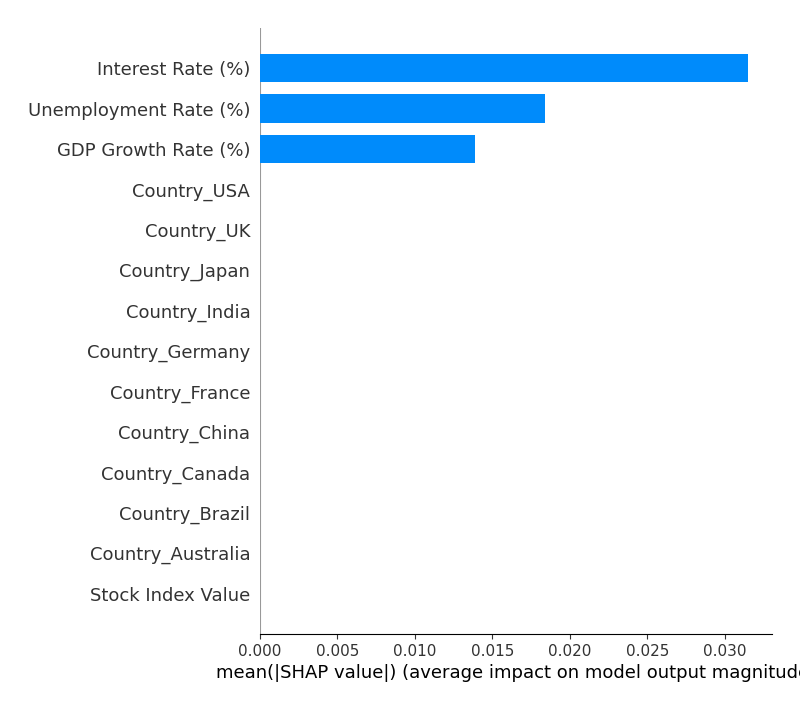 Interest Rate (%)
Unemployment Rate (%)
GDP Growth Rate (%)
Country_USA
Country_UK
Country_Japan
Country_India
Country_Germany
Country_France
Country_China
Country_Canada
Country_Brazil
Country_Australia
Stock Index Value
0.000 0.005 0.010 0.015 0.020 0.025 0.030
mean(|SHAP value|) (average impact on model output magnitude